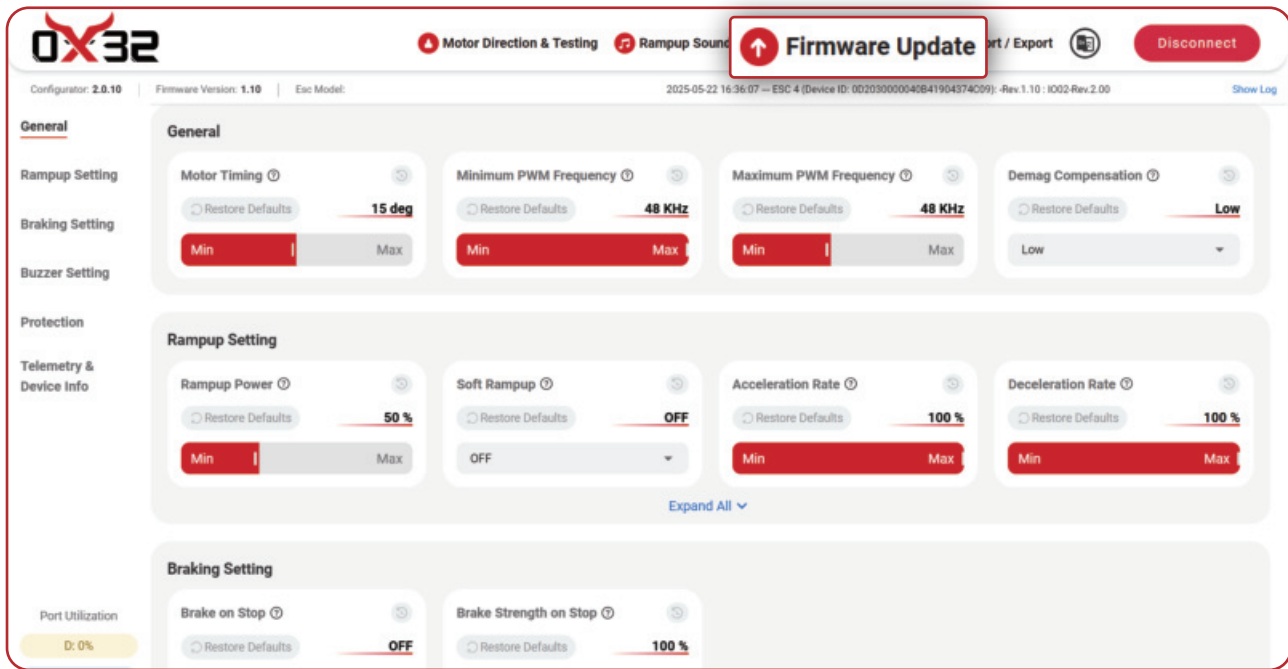 OX32
Motor Direction & Testing
Rampup Soun
Firmware Update
ort / Export
Disconnect
Configurator: 2.0.10
Firmware Version: 1.10
Esc Model:
2025-05-22 16:36:07 -- ESC 4 (Device ID: 0D2030000040B41904374C09): -Rev.1.10 : IO02-Rev.2.00
Show Log
General
Rampup Setting
Braking Setting
Buzzer Setting
Protection
Telemetry &
Device Info
Port Utilization
D: 0%
General
Motor Timing
Restore Defaults 15 deg
Min Max
Minimum PWM Frequency
Restore Defaults 48 KHz
Min Max
Maximum PWM Frequency
Restore Defaults 48 KHz
Min Max
Demag Compensation
Restore Defaults Low
Low
Rampup Setting
Rampup Power
Restore Defaults 50 %
Min Max
Soft Rampup
Restore Defaults OFF
OFF
Acceleration Rate
Restore Defaults 100 %
Min Max
Deceleration Rate
Restore Defaults 100 %
Min Max
Expand All
Braking Setting
Brake on Stop
Restore Defaults OFF
Brake Strength on Stop
Restore Defaults 100 %